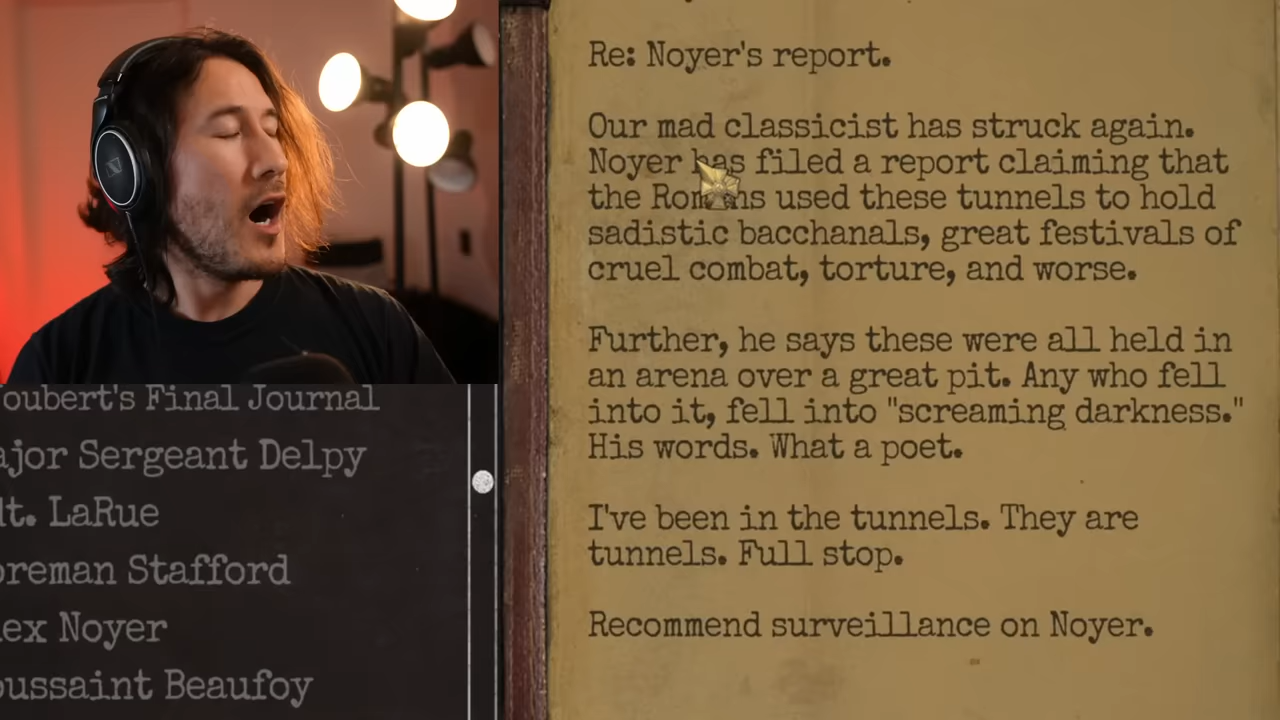 Re: Noyer's report.
Our mad classicist has struck again.
Noyer has filed a report claiming that
the Romans used these tunnels to hold
sadistic bacchanals, great festivals of
cruel combat, torture, and worse.
Further, he says these were all held in
an arena over a great pit. Any who fell
into it, fell into "screaming darkness."
His words. What a poet.
I've been in the tunnels. They are
tunnels. Full stop.
Recommend surveillance on Noyer.
oubert's Final Journal
ajor Sergeant Delpy
lt. LaRue
oreman Stafford
lex Noyer
oussaint Beaufoy